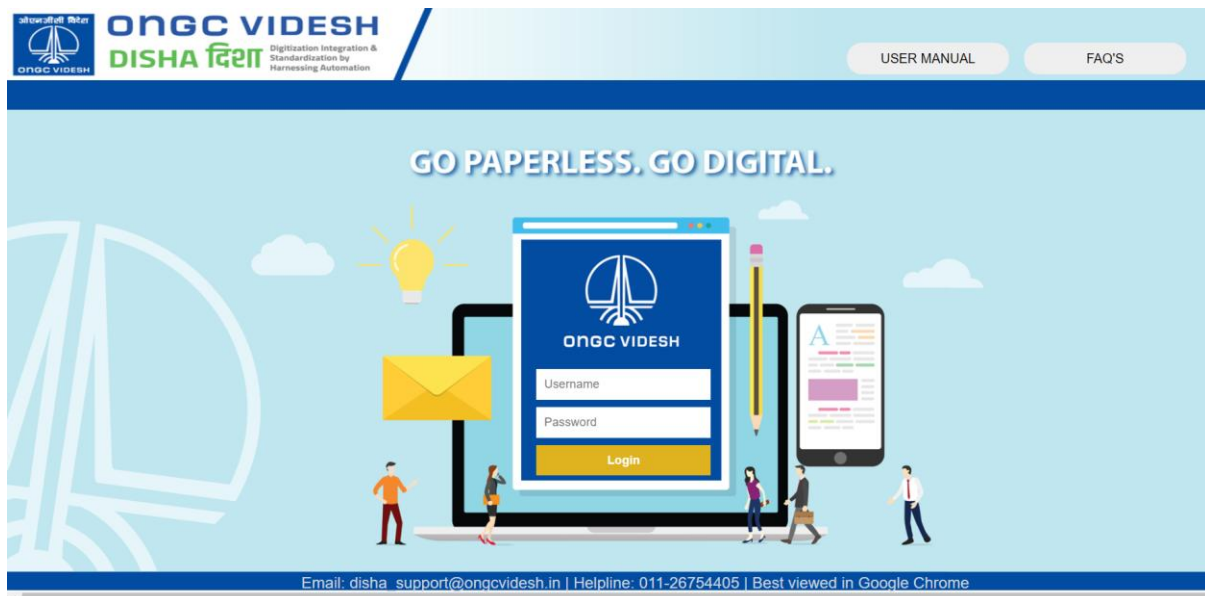 ओएनजीसी विदेश
ONGC VIDESH
ONGC VIDESH
DISHA दिशा
Digitization Integration &
Standardization by
Harnessing Automation
USER MANUAL
FAQ'S
GO PAPERLESS. GO DIGITAL.
ONGC VIDESH
A
Username
Password
Login
Email: disha_support@ongcvidesh.in | Helpline: 011-26754405 | Best viewed in Google Chrome